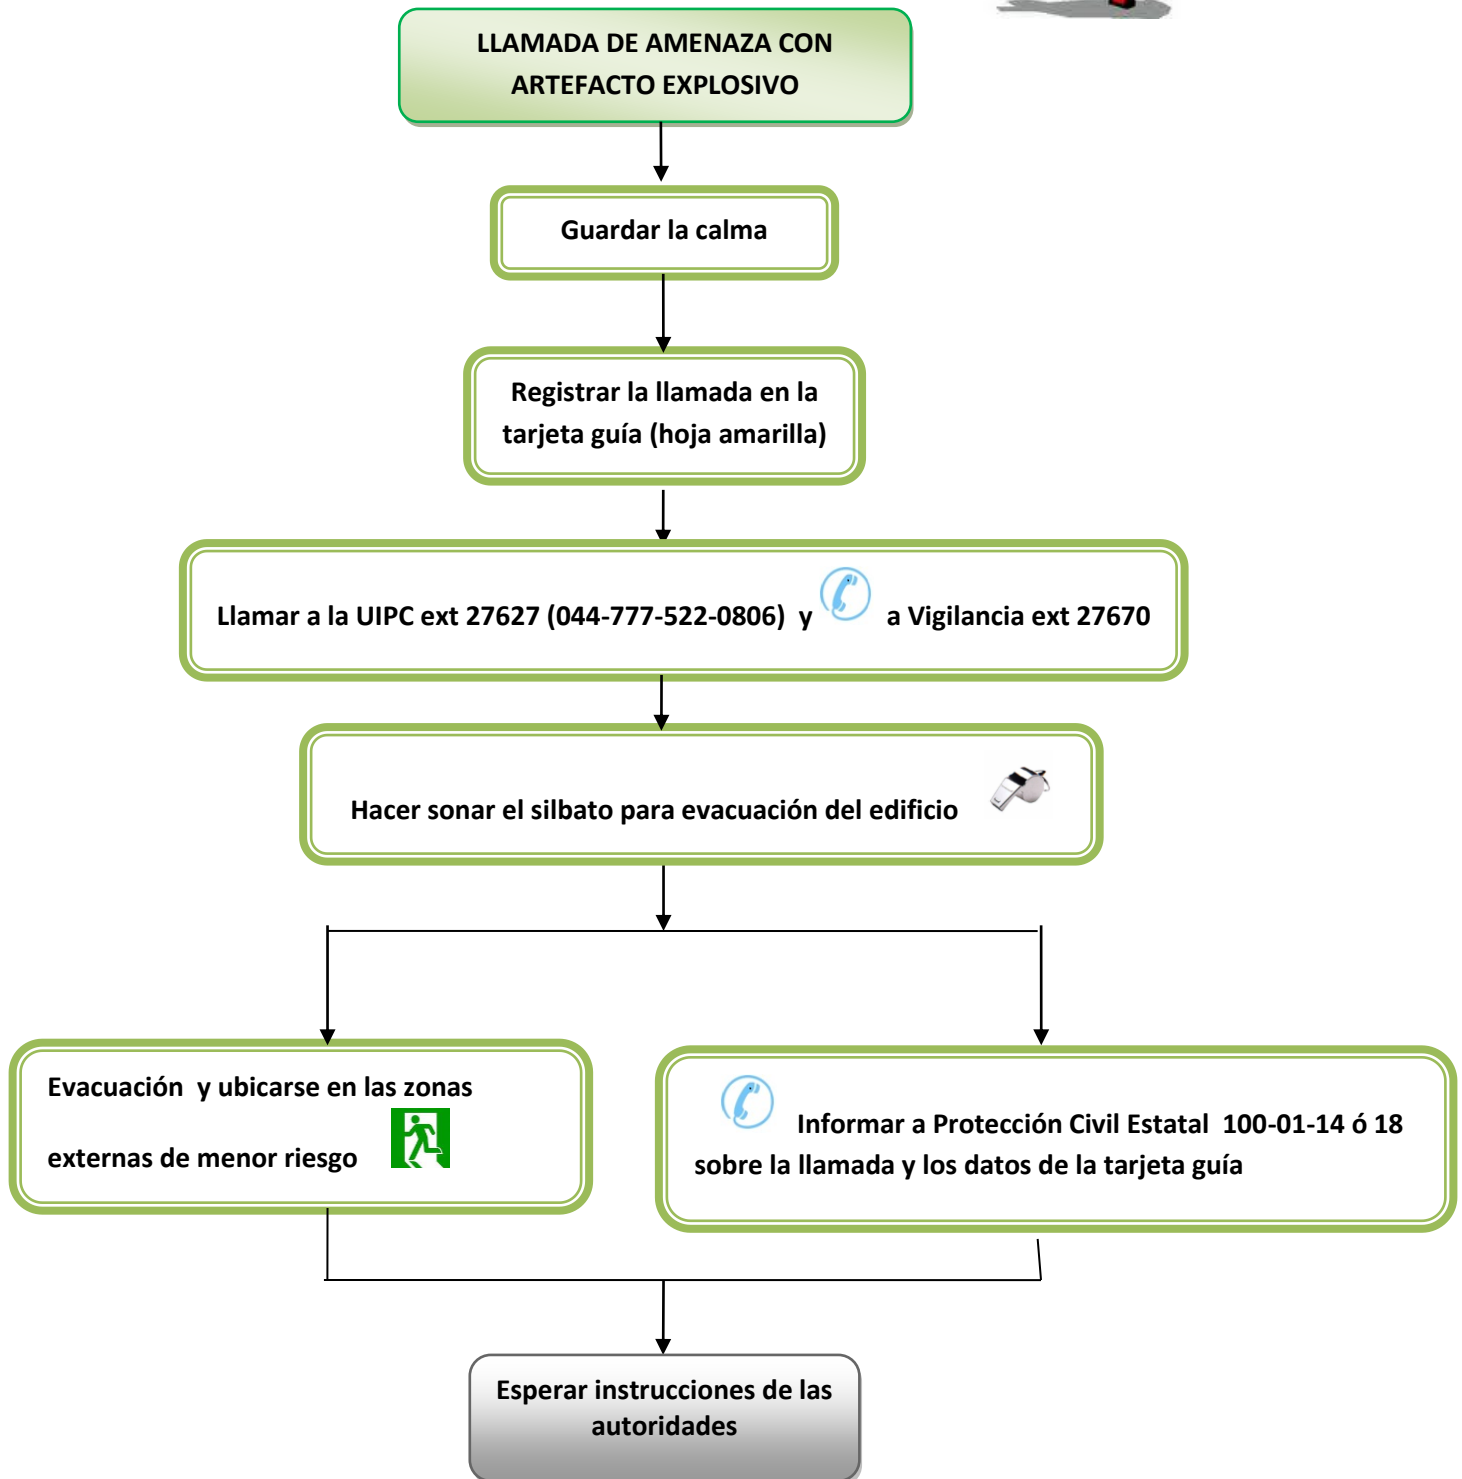 LLAMADA DE AMENAZA CON
ARTEFACTO EXPLOSIVO
Guardar la calma
Registrar la llamada en la
tarjeta guía (hoja amarilla)
Llamar a la UIPC ext 27627 (044-777-522-0806) y a Vigilancia ext 27670
Hacer sonar el silbato para evacuación del edificio
Evacuación y ubicarse en las zonas
externas de menor riesgo
Informar a Protección Civil Estatal 100-01-14 ó 18
sobre la llamada y los datos de la tarjeta guía
Esperar instrucciones de las
autoridades